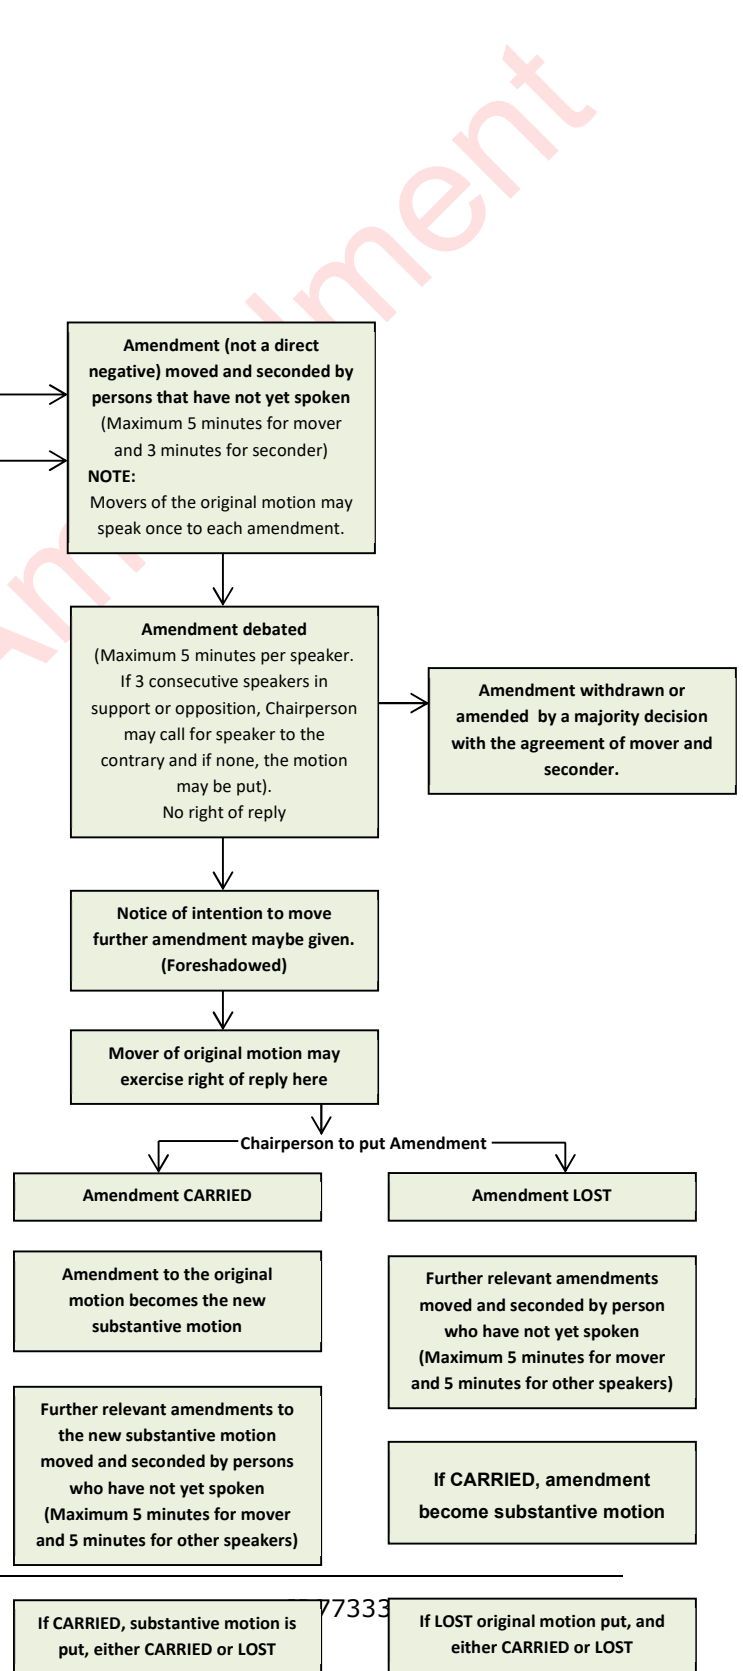 Amendment
Amendment (not a direct
negative) moved and seconded by
persons that have not yet spoken
(Maximum 5 minutes for mover
and 3 minutes for seconder)
NOTE:
Movers of the original motion may
speak once to each amendment.
Amendment debated
(Maximum 5 minutes per speaker.
If 3 consecutive speakers in
support or opposition, Chairperson
may call for speaker to the
contrary and if none, the motion
may be put).
No right of reply
Amendment withdrawn or
amended by a majority decision
with the agreement of mover and
seconder.
Notice of intention to move
further amendment maybe given.
(Foreshadowed)
Mover of original motion may
exercise right of reply here
Chairperson to put Amendment
Amendment CARRIED
Amendment LOST
Amendment to the original
motion becomes the new
substantive motion
Further relevant amendments
moved and seconded by person
who have not yet spoken
(Maximum 5 minutes for mover
and 5 minutes for other speakers)
Further relevant amendments to
the new substantive motion
moved and seconded by persons
who have not yet spoken
(Maximum 5 minutes for mover
and 5 minutes for other speakers)
If CARRIED, amendment
become substantive motion
77333
If CARRIED, substantive motion is
put, either CARRIED or LOST
If LOST original motion put, and
either CARRIED or LOST